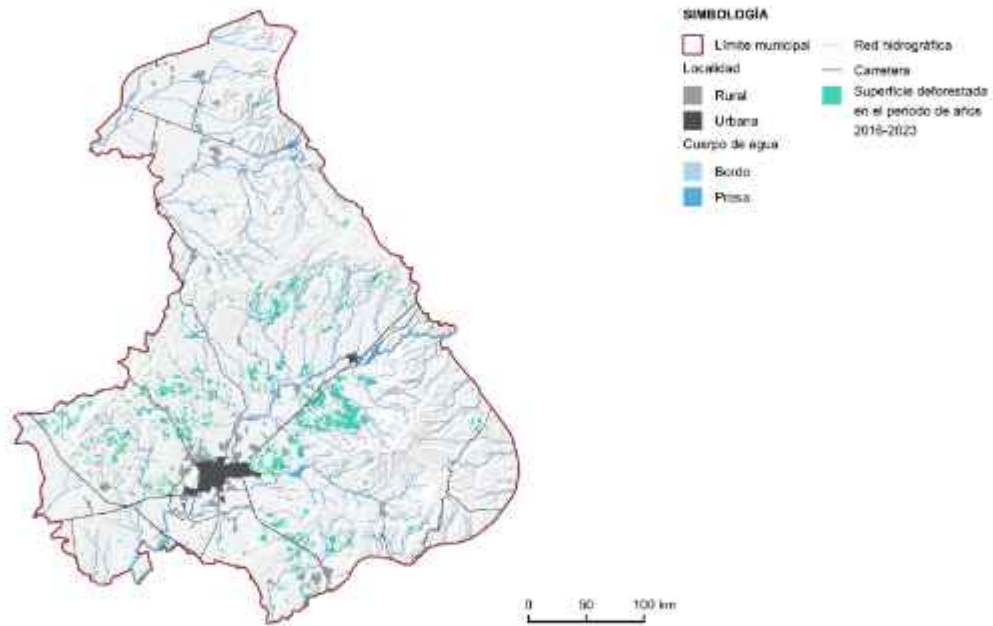 SIMBOLOGÍA
Límite municipal
Localidad
Rural
Urbana
Cuerpo de agua
Bordo
Presa
Red hidrográfica
Carretera
Superficie deforestada
en el periodo de años
2016-2023
0 50 100 km